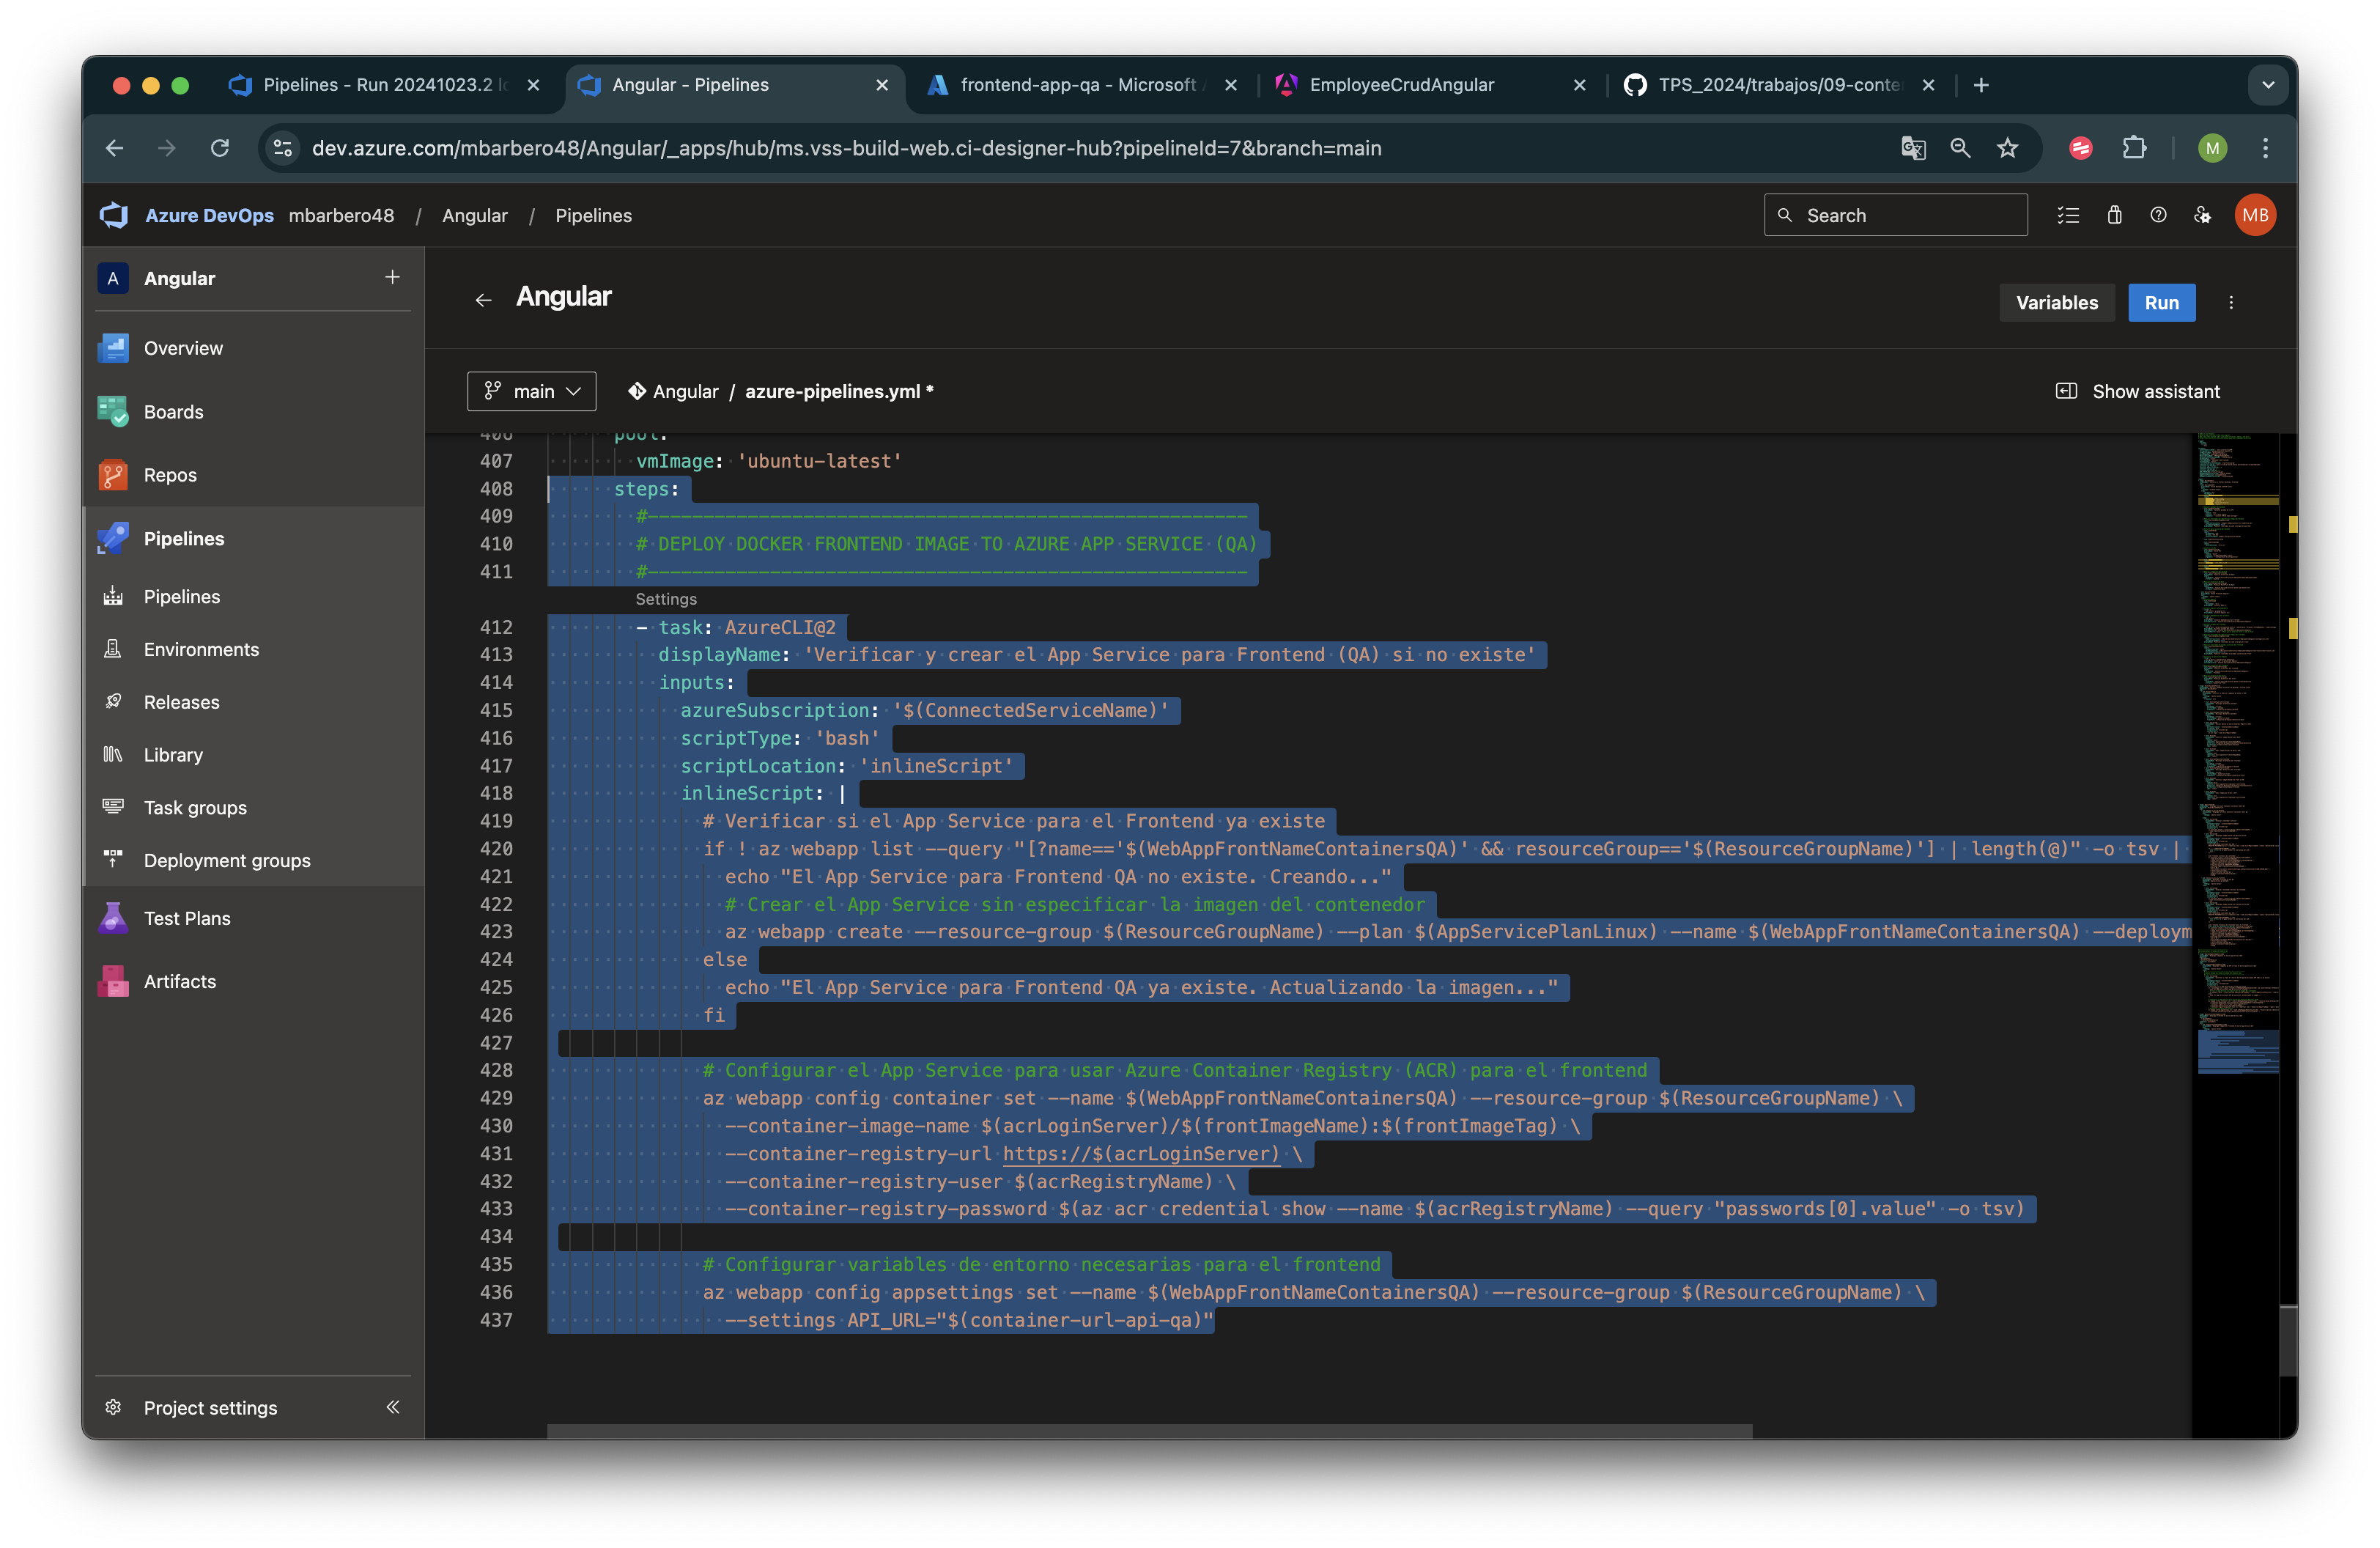 Pipelines - Run 20241023.2 lo
Angular - Pipelines
frontend-app-qa - Microsoft A
EmployeeCrudAngular
TPS_2024/trabajos/09-conte
dev.azure.com/mbarbero48/Angular/_apps/hub/ms.vss-build-web.ci-designer-hub?pipelineId=7&branch=main
M
Azure DevOps mbarbero48 / Angular / Pipelines
Search
MB
A Angular
Overview
Boards
Repos
Pipelines
Pipelines
Environments
Releases
Library
Task groups
Deployment groups
Test Plans
Artifacts
Project settings
Angular
Variables
Run
main
Angular / azure-pipelines.yml *
Show assistant
406 pool:
407 vmImage: 'ubuntu-latest'
408 steps:
409 #------------------------------------------------------
410 # DEPLOY DOCKER FRONTEND IMAGE TO AZURE APP SERVICE (QA)
411 #------------------------------------------------------
Settings
412 - task: AzureCLI@2
413 displayName: 'Verificar y crear el App Service para Frontend (QA) si no existe'
414 inputs:
415 azureSubscription: '$(ConnectedServiceName)'
416 scriptType: 'bash'
417 scriptLocation: 'inlineScript'
418 inlineScript: |
419 # Verificar si el App Service para el Frontend ya existe
420 if ! az webapp list --query "[?name=='$(WebAppFrontNameContainersQA)' && resourceGroup=='$(ResourceGroupName)'] | length(@)" -o tsv |
421 echo "El App Service para Frontend QA no existe. Creando..."
422 # Crear el App Service sin especificar la imagen del contenedor
423 az webapp create --resource-group $(ResourceGroupName) --plan $(AppServicePlanLinux) --name $(WebAppFrontNameContainersQA) --deploym
424 else
425 echo "El App Service para Frontend QA ya existe. Actualizando la imagen..."
426 fi
427
428 # Configurar el App Service para usar Azure Container Registry (ACR) para el frontend
429 az webapp config container set --name $(WebAppFrontNameContainersQA) --resource-group $(ResourceGroupName) \
430 --container-image-name $(acrLoginServer)/$(frontImageName):$(frontImageTag) \
431 --container-registry-url https://$(acrLoginServer) \
432 --container-registry-user $(acrRegistryName) \
433 --container-registry-password $(az acr credential show --name $(acrRegistryName) --query "passwords[0].value" -o tsv)
434
435 # Configurar variables de entorno necesarias para el frontend
436 az webapp config appsettings set --name $(WebAppFrontNameContainersQA) --resource-group $(ResourceGroupName) \
437 --settings API_URL="$(container-url-api-qa)"